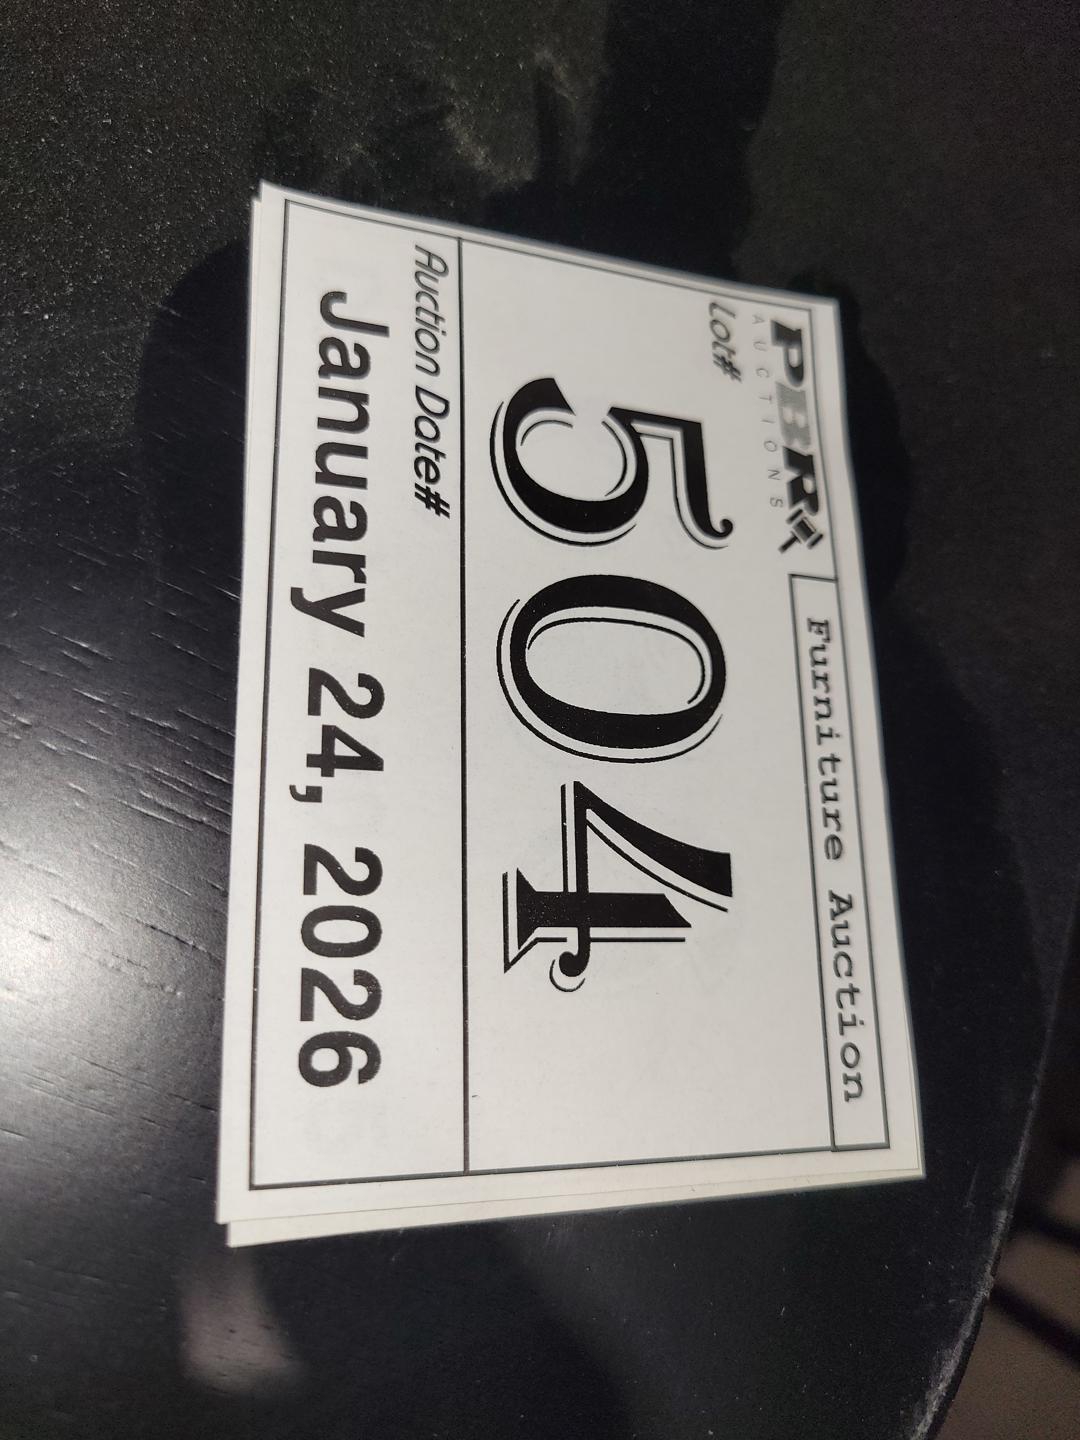 PBR
AUCTIONS
Furniture Auction
Lot#
504
Auction Date#
January 24, 2026